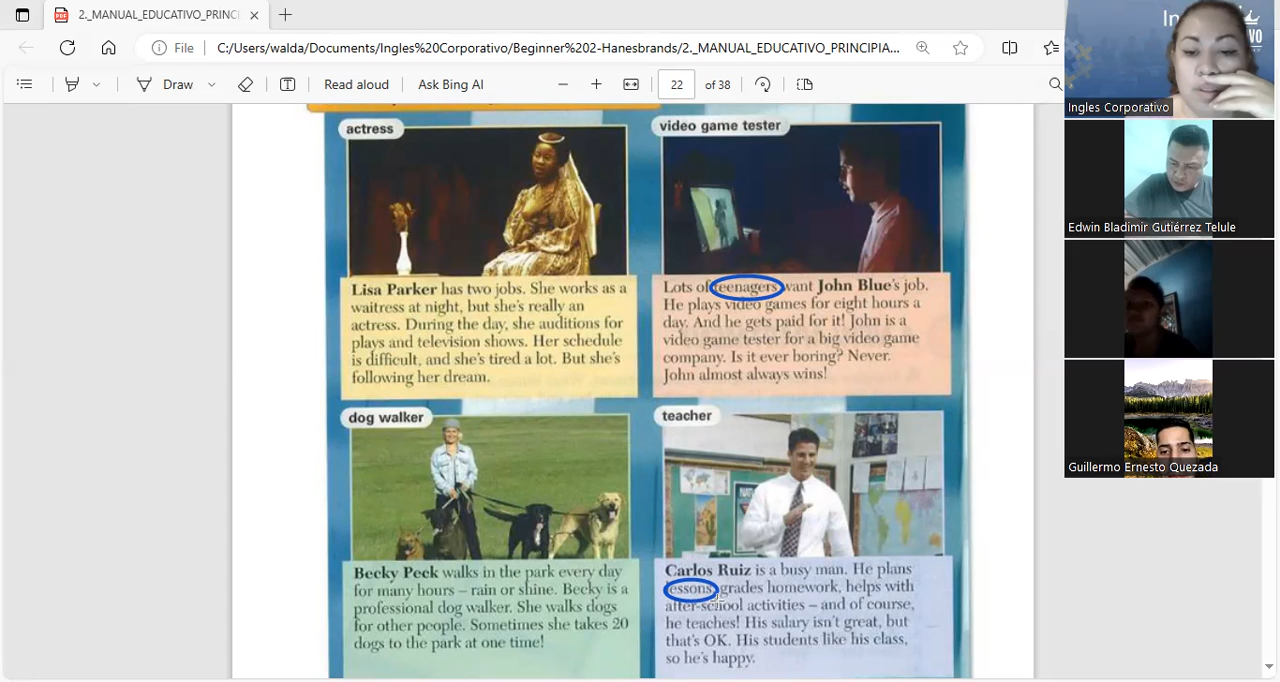 2._MANUAL_EDUCATIVO_PRINCI
File
C:/Users/walda/Documents/Ingles%20Corporativo/Beginner%202-Hanesbrands/2._MANUAL_EDUCATIVO_PRINCIPIA...
Draw
Read aloud
Ask Bing AI
22
of 38
actress
Lisa Parker has two jobs. She works as a
waitress at night, but she's really an
actress. During the day, she auditions for
plays and television shows. Her schedule
is difficult, and she's tired a lot. But she's
following her dream.
video game tester
Lots of teenagers want John Blue's job.
He plays video games for eight hours a
day. And he gets paid for it! John is a
video game tester for a big video game
company. Is it ever boring? Never.
John almost always wins!
dog walker
Becky Peck walks in the park every day
for many hours – rain or shine. Becky is a
professional dog walker. She walks dogs
for other people. Sometimes she takes 20
dogs to the park at one time!
teacher
Carlos Ruiz is a busy man. He plans
lessons, grades homework, helps with
after-school activities – and of course,
he teaches! His salary isn't great, but
that's OK. His students like his class,
so he's happy.
Ingles Corporativo
Edwin Bladimir Gutiérrez Telule
Guillermo Ernesto Quezada